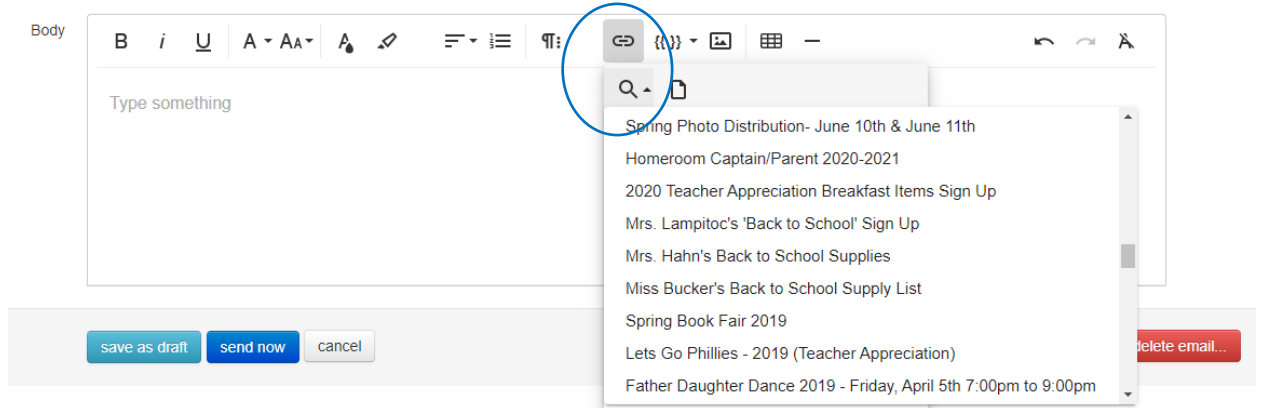 Body
B i U A AA A {{ }}
Type something
Spring Photo Distribution- June 10th & June 11th
Homeroom Captain/Parent 2020-2021
2020 Teacher Appreciation Breakfast Items Sign Up
Mrs. Lampitoc's 'Back to School' Sign Up
Mrs. Hahn's Back to School Supplies
Miss Bucker's Back to School Supply List
Spring Book Fair 2019
Lets Go Phillies - 2019 (Teacher Appreciation)
Father Daughter Dance 2019 - Friday, April 5th 7:00pm to 9:00pm
save as draft send now cancel delete email...